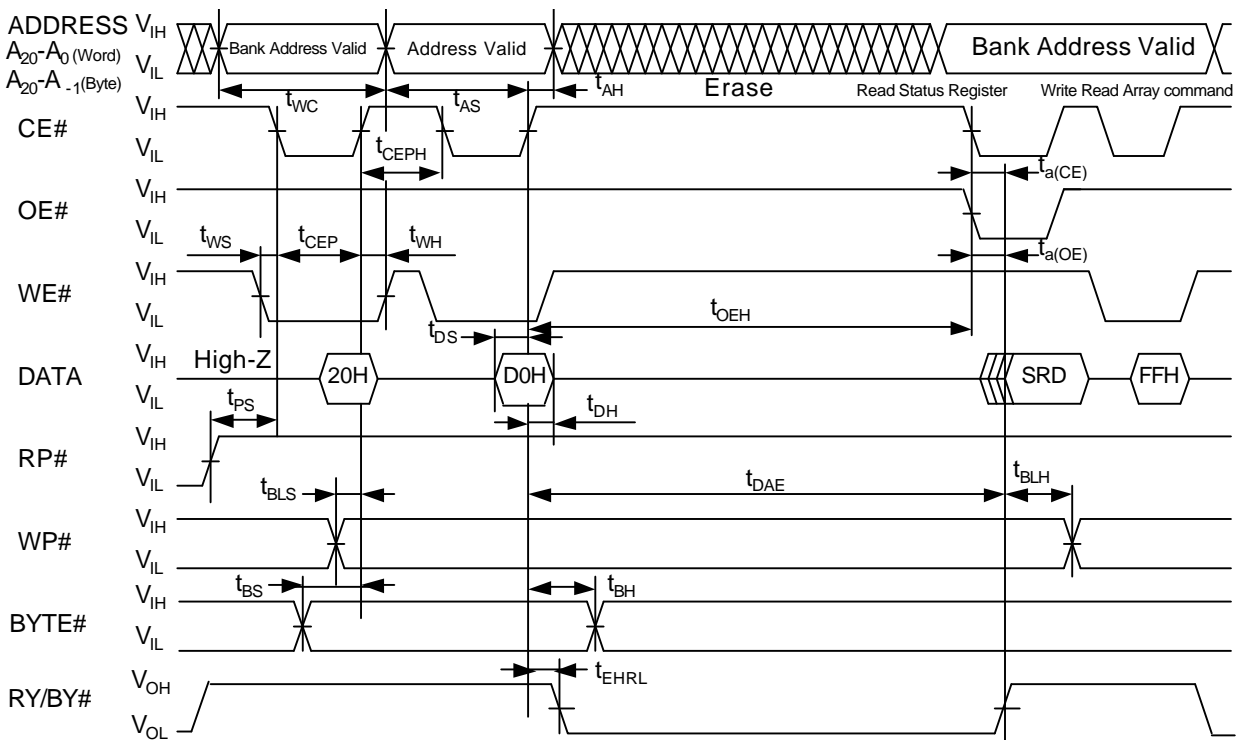 ADDRESS VIH
A20-A0 (Word)
VIL
A20-A -1(Byte)
Bank Address Valid Address Valid Bank Address Valid
tWC tAS tAH Erase Read Status Register Write Read Array command
CE# VIH
VIL
tCEPH ta(CE)
OE# VIH
VIL
tWS tCEP tWH ta(OE)
WE# VIH
VIL
tOEH
tDS
DATA VIH High-Z
VIL
20H D0H SRD FFH
tPS tDH
RP# VIH
VIL
tBLS tDAE tBLH
WP# VIH
VIL
tBS tBH
BYTE# VIH
VIL
tEHRL
RY/BY# VOH
VOL